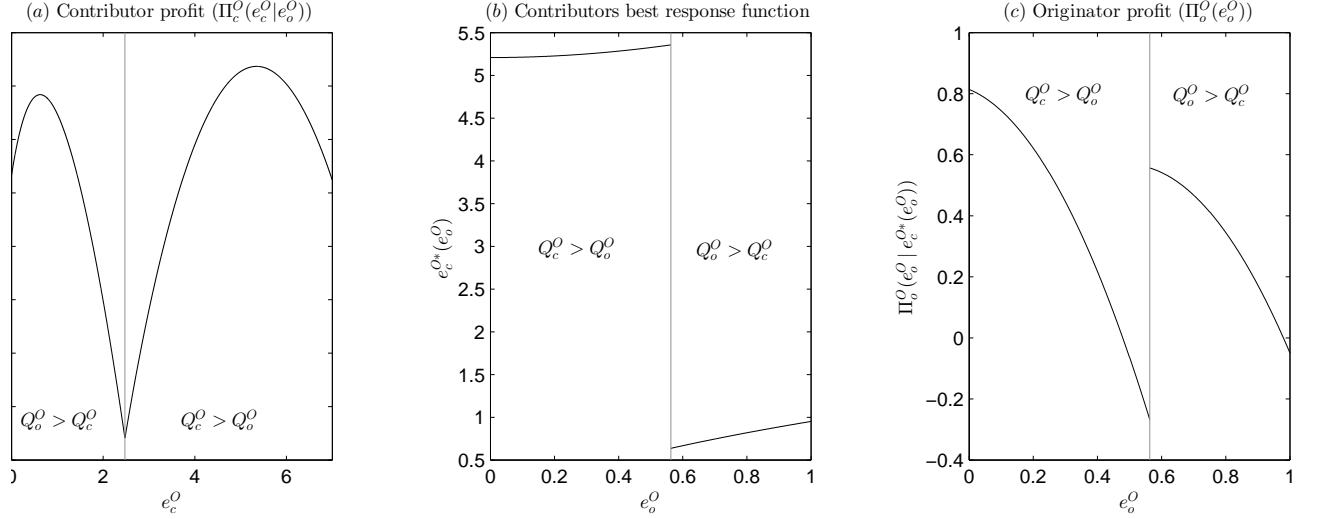 (a) Contributor profit (Π_c^O(e_c^O|e_o^O))
Q_o^O > Q_c^O
Q_c^O > Q_o^O
0 2 4 6
e_c^O
(b) Contributors best response function
5.5
5
4.5
4
3.5
3
2.5
2
1.5
1
0.5
e_c^{O*}(e_o^O)
Q_c^O > Q_o^O
Q_o^O > Q_c^O
0 0.2 0.4 0.6 0.8 1
e_o^O
(c) Originator profit (Π_o^O(e_o^O))
1
0.8
0.6
0.4
0.2
0
−0.2
−0.4
Π_o^O(e_o^O | e_c^{O*}(e_o^O))
Q_c^O > Q_o^O
Q_o^O > Q_c^O
0 0.2 0.4 0.6 0.8 1
e_o^O